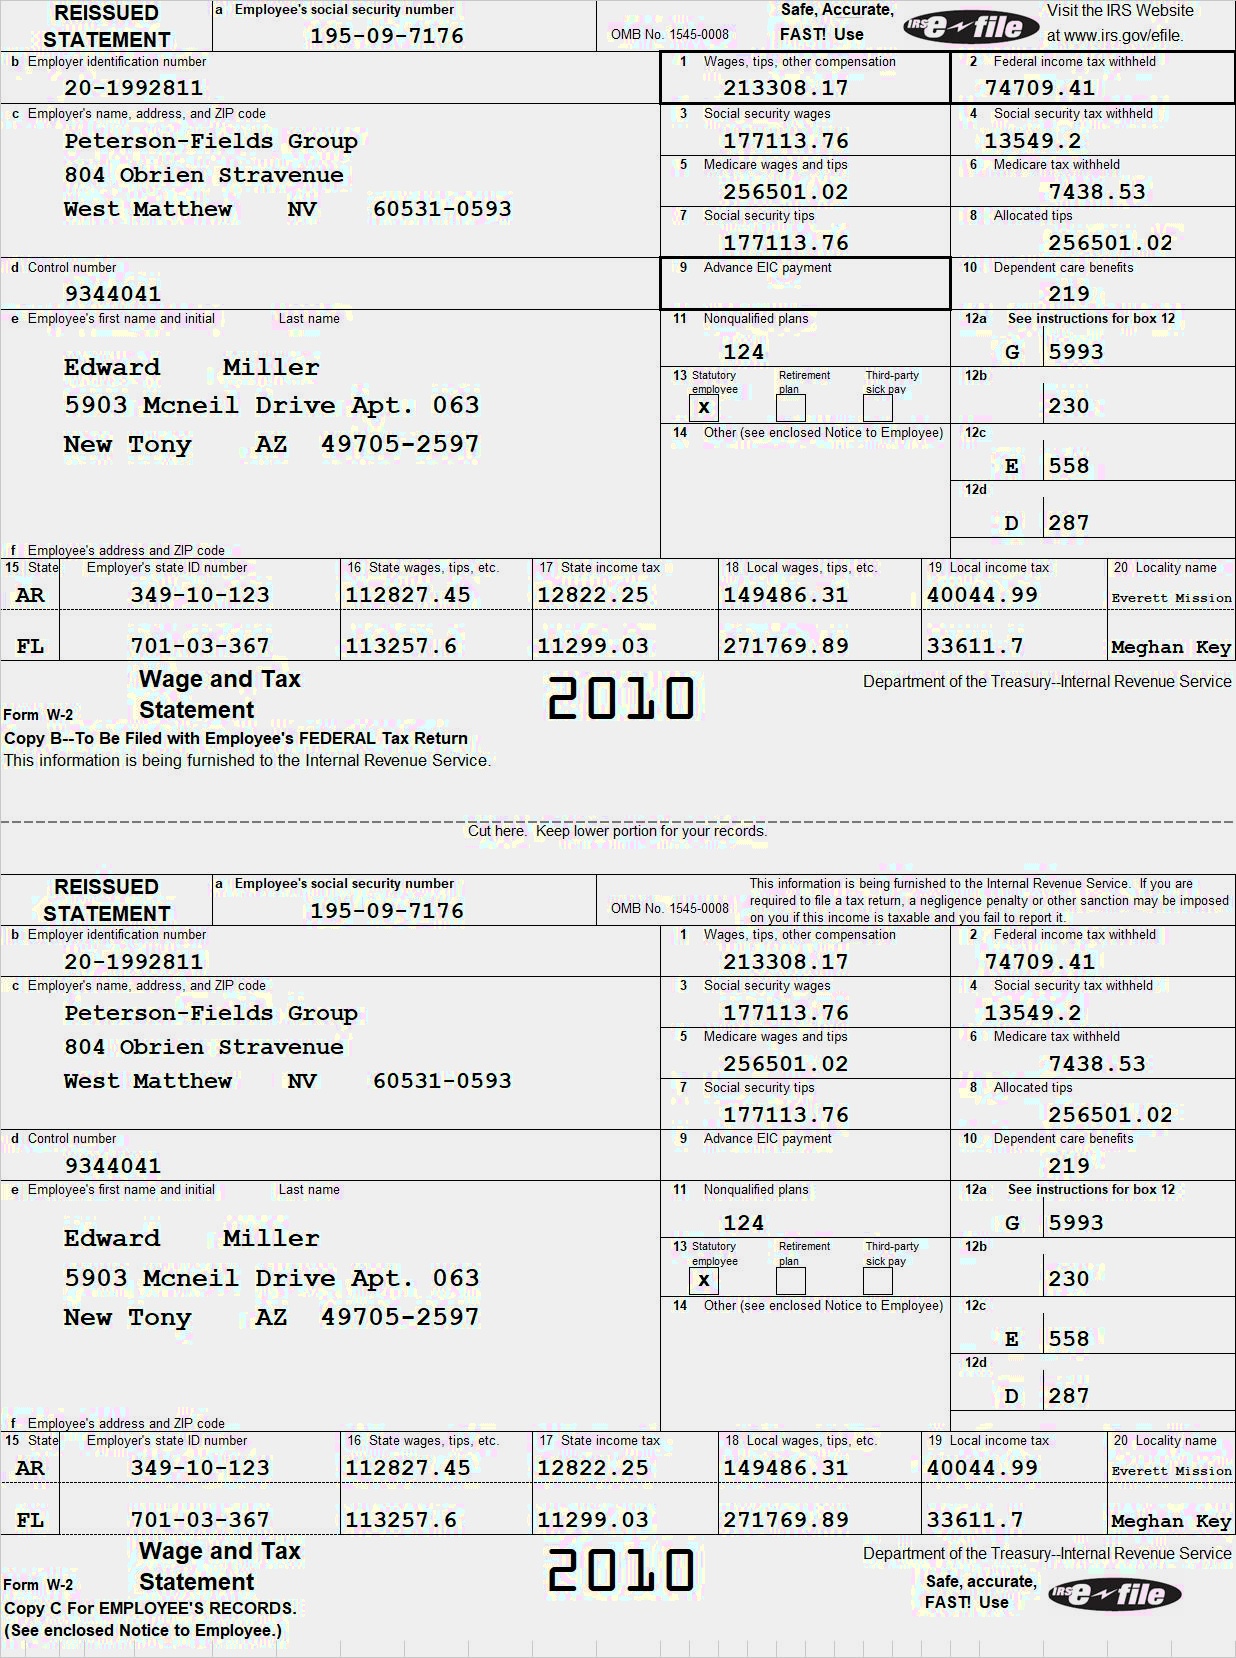 REISSUED STATEMENT
a Employee's social security number
195-09-7176
OMB No. 1545-0008
Safe, Accurate,
FAST! Use
IRS e-file
Visit the IRS Website
at www.irs.gov/efile.
b Employer identification number
20-1992811
1 Wages, tips, other compensation
213308.17
2 Federal income tax withheld
74709.41
c Employer's name, address, and ZIP code
Peterson-Fields Group
804 Obrien Stravenue
West Matthew NV 60531-0593
3 Social security wages
177113.76
4 Social security tax withheld
13549.2
5 Medicare wages and tips
256501.02
6 Medicare tax withheld
7438.53
7 Social security tips
177113.76
8 Allocated tips
256501.02
d Control number
9344041
9 Advance EIC payment
10 Dependent care benefits
219
e Employee's first name and initial Last name
Edward Miller
5903 Mcneil Drive Apt. 063
New Tony AZ 49705-2597
f Employee's address and ZIP code
11 Nonqualified plans
124
12a See instructions for box 12
G 5993
13 Statutory employee
x
Retirement plan
Third-party sick pay
12b
230
14 Other (see enclosed Notice to Employee)
12c
E 558
12d
D 287
15 State Employer's state ID number 16 State wages, tips, etc. 17 State income tax 18 Local wages, tips, etc. 19 Local income tax 20 Locality name
AR 349-10-123 112827.45 12822.25 149486.31 40044.99 Everett Mission
FL 701-03-367 113257.6 11299.03 271769.89 33611.7 Meghan Key
Form W-2
Wage and Tax
Statement
2010
Department of the Treasury--Internal Revenue Service
Copy B--To Be Filed with Employee's FEDERAL Tax Return
This information is being furnished to the Internal Revenue Service.
Cut here. Keep lower portion for your records.
REISSUED STATEMENT
a Employee's social security number
195-09-7176
OMB No. 1545-0008
This information is being furnished to the Internal Revenue Service. If you are
required to file a tax return, a negligence penalty or other sanction may be imposed
on you if this income is taxable and you fail to report it.
b Employer identification number
20-1992811
1 Wages, tips, other compensation
213308.17
2 Federal income tax withheld
74709.41
c Employer's name, address, and ZIP code
Peterson-Fields Group
804 Obrien Stravenue
West Matthew NV 60531-0593
3 Social security wages
177113.76
4 Social security tax withheld
13549.2
5 Medicare wages and tips
256501.02
6 Medicare tax withheld
7438.53
7 Social security tips
177113.76
8 Allocated tips
256501.02
d Control number
9344041
9 Advance EIC payment
10 Dependent care benefits
219
e Employee's first name and initial Last name
Edward Miller
5903 Mcneil Drive Apt. 063
New Tony AZ 49705-2597
f Employee's address and ZIP code
11 Nonqualified plans
124
12a See instructions for box 12
G 5993
13 Statutory employee
x
Retirement plan
Third-party sick pay
12b
230
14 Other (see enclosed Notice to Employee)
12c
E 558
12d
D 287
15 State Employer's state ID number 16 State wages, tips, etc. 17 State income tax 18 Local wages, tips, etc. 19 Local income tax 20 Locality name
AR 349-10-123 112827.45 12822.25 149486.31 40044.99 Everett Mission
FL 701-03-367 113257.6 11299.03 271769.89 33611.7 Meghan Key
Form W-2
Wage and Tax
Statement
2010
Department of the Treasury--Internal Revenue Service
Safe, accurate,
FAST! Use
IRS e-file
Copy C For EMPLOYEE'S RECORDS.
(See enclosed Notice to Employee.)